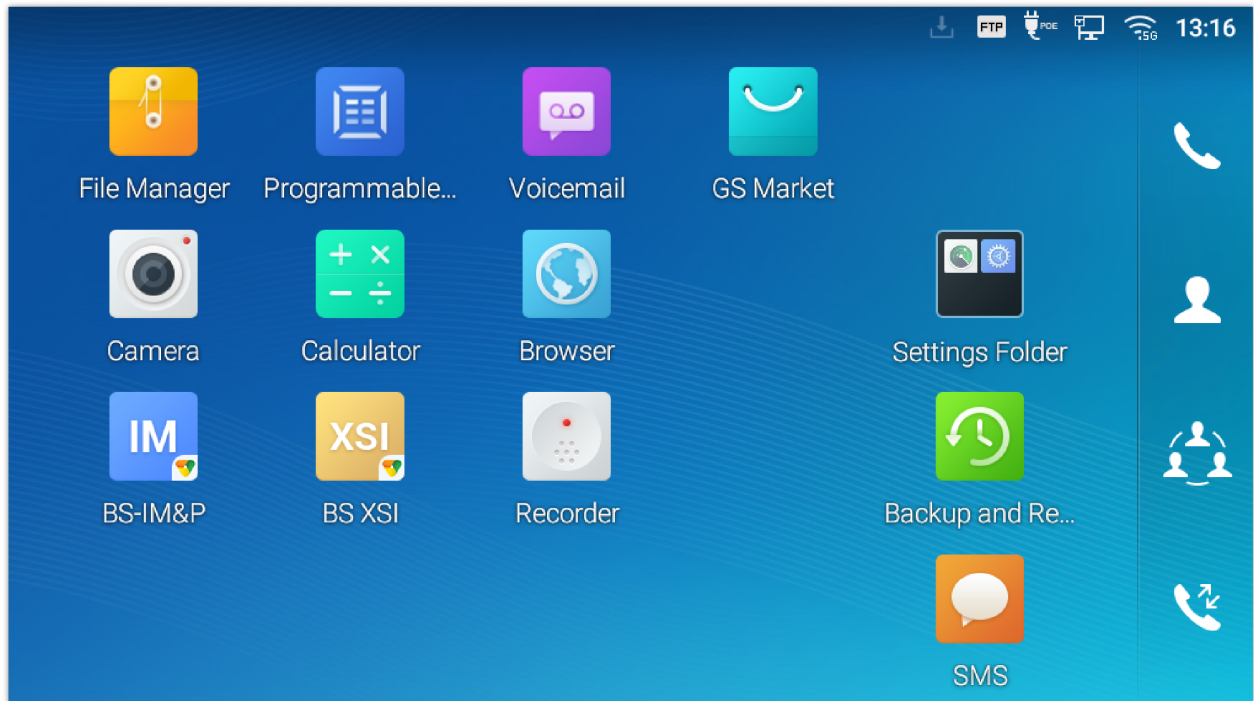 FTP POE 5G 13:16
File Manager Programmable... Voicemail GS Market
Camera Calculator Browser Settings Folder
IM XSI
BS-IM&P BS XSI Recorder Backup and Re...
SMS